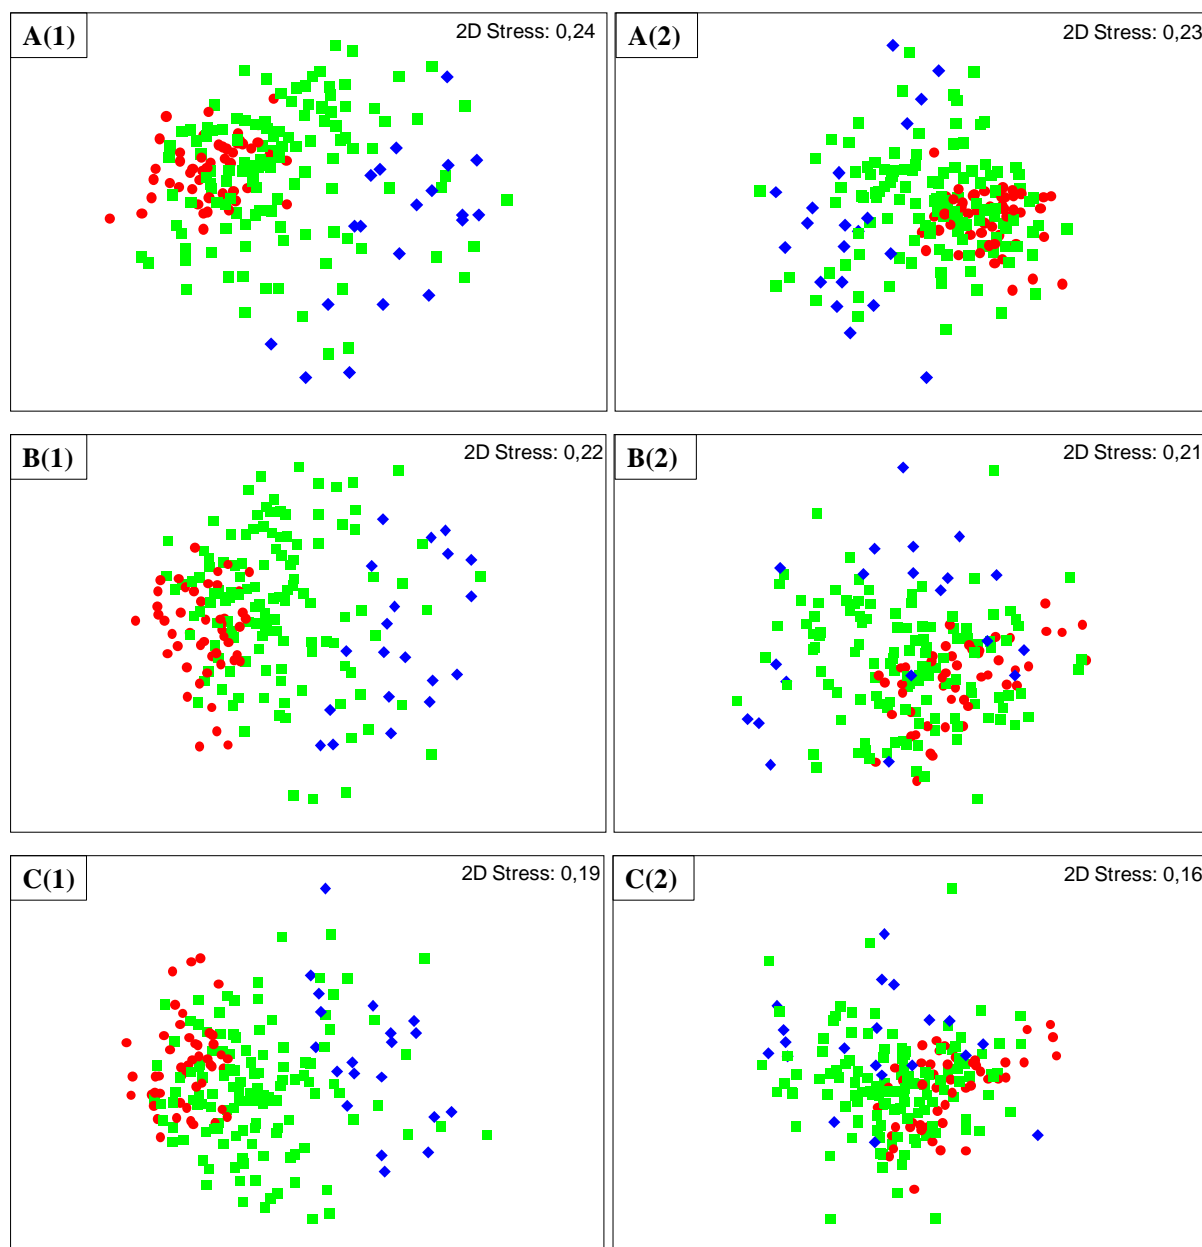 A(1)
2D Stress: 0,24
A(2)
2D Stress: 0,23
B(1)
2D Stress: 0,22
B(2)
2D Stress: 0,21
C(1)
2D Stress: 0,19
C(2)
2D Stress: 0,16